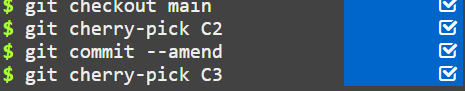 $ git checkout main
$ git cherry-pick C2
$ git commit --amend
$ git cherry-pick C3